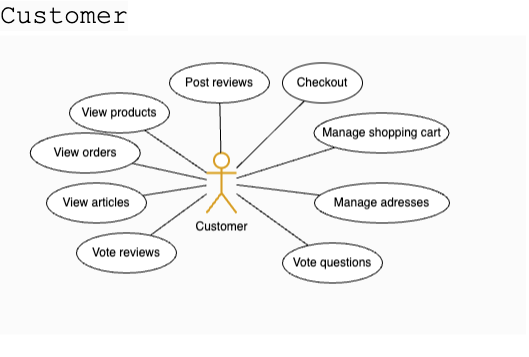 Customer
Post reviews
Checkout
View products
Manage shopping cart
View orders
View articles
Manage adresses
Customer
Vote reviews
Vote questions